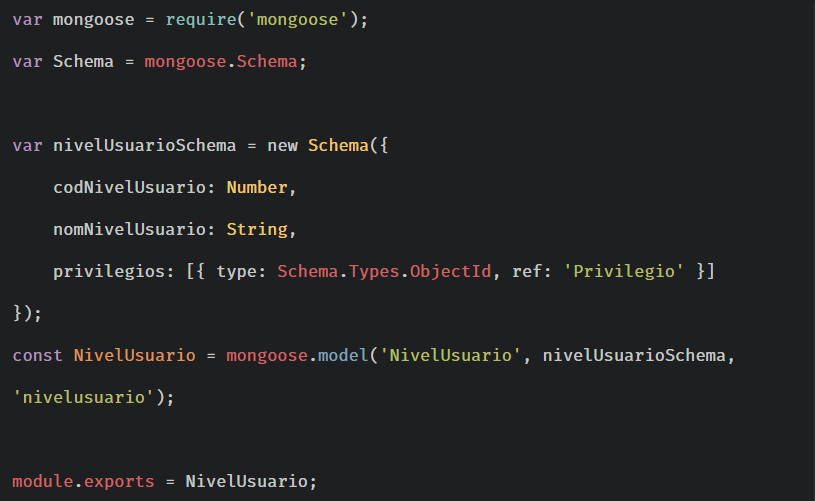 var mongoose = require('mongoose');
var Schema = mongoose.Schema;
var nivelUsuarioSchema = new Schema({
    codNivelUsuario: Number,
    nomNivelUsuario: String,
    privilegios: [{ type: Schema.Types.ObjectId, ref: 'Privilegio' }]
});
const NivelUsuario = mongoose.model('NivelUsuario', nivelUsuarioSchema,
'nivelusuario');
module.exports = NivelUsuario;